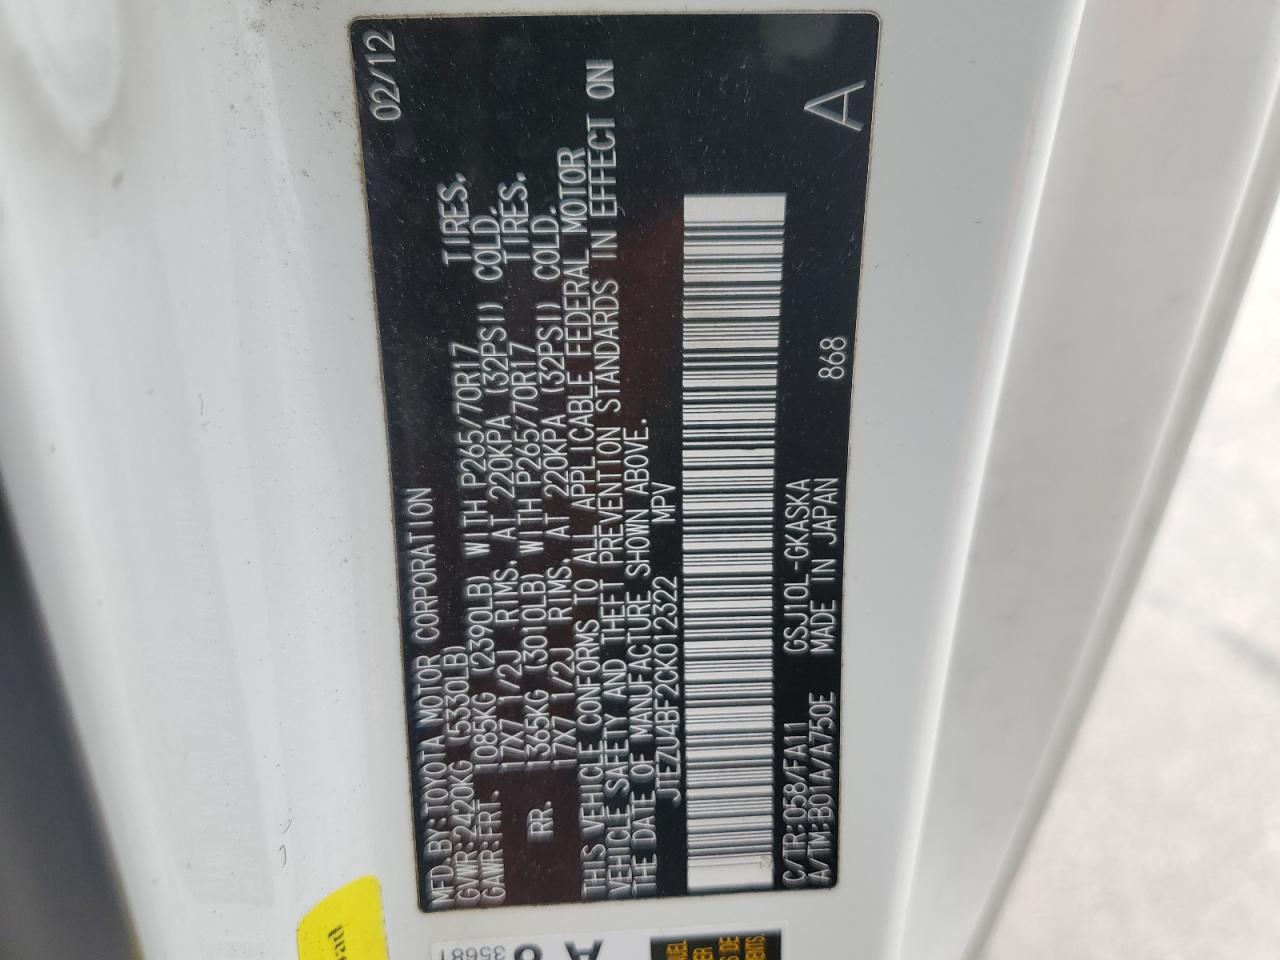 MFD. BY:TOYOTA MOTOR CORPORATION 02/12
GVWR:2420KG (5330LB)
GAWR:FRT. 1085KG (2390LB) WITH P265/70R17 TIRES.
17X7 1/2J RIMS. AT 220KPA (32PSI) COLD.
RR. 1365KG (3010LB) WITH P265/70R17 TIRES.
17X7 1/2J RIMS. AT 220KPA (32PSI) COLD.
THIS VEHICLE CONFORMS TO ALL APPLICABLE FEDERAL MOTOR
VEHICLE SAFETY AND THEFT PREVENTION STANDARDS IN EFFECT ON
THE DATE OF MANUFACTURE SHOWN ABOVE.
JTEZU4BF2CK012322 MPV
C/TR:058/FA11 GSJ10L-GKASKA
A/TM:B01A/A750E MADE IN JAPAN 868 A
35681